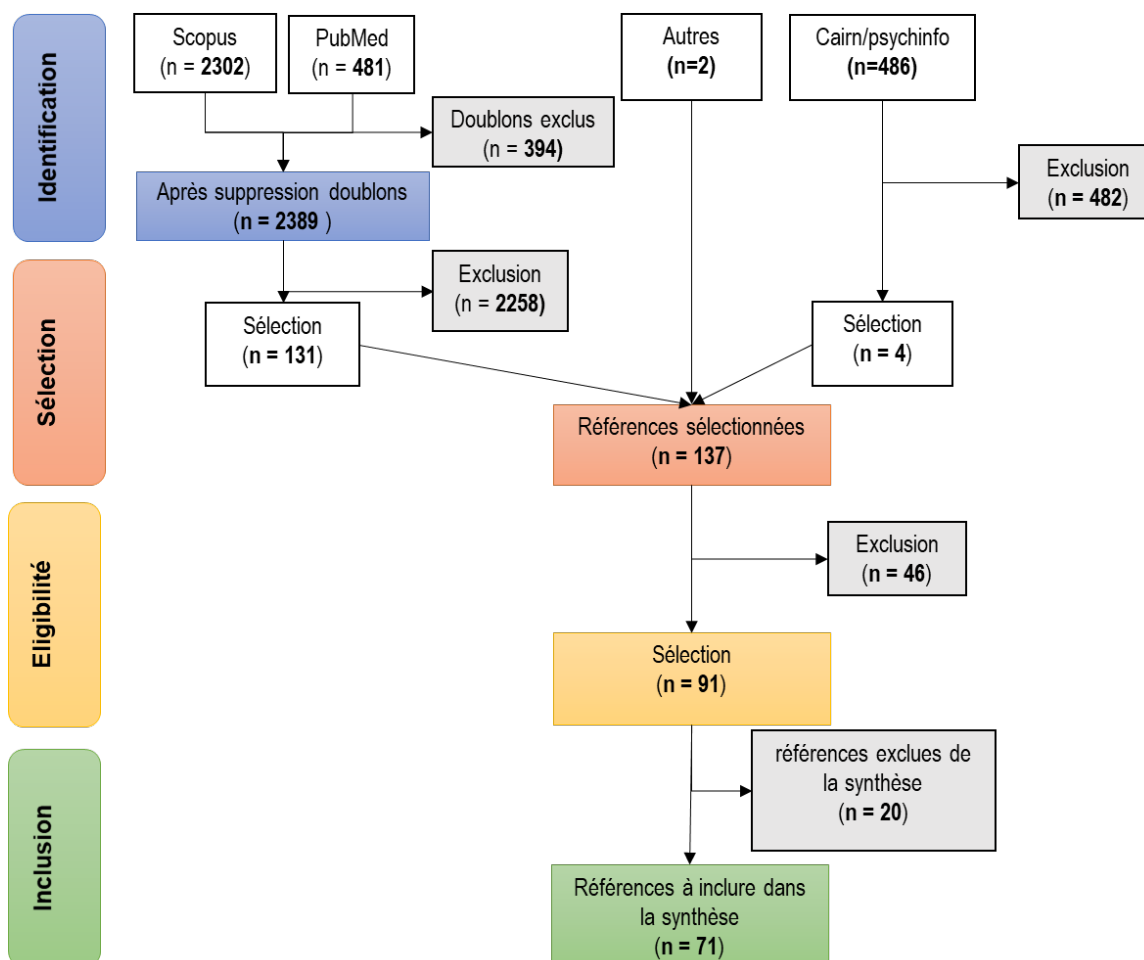 Identification
Scopus
(n = 2302)
PubMed
(n = 481)
Autres
(n=2)
Cairn/psychinfo
(n=486)
Doublons exclus
(n = 394)
Après suppression doublons
(n = 2389 )
Exclusion
(n = 482)
Sélection
Exclusion
(n = 2258)
Sélection
(n = 131)
Sélection
(n = 4)
Références sélectionnées
(n = 137)
Eligibilité
Exclusion
(n = 46)
Sélection
(n = 91)
Inclusion
références exclues de
la synthèse
(n = 20)
Références à inclure dans
la synthèse
(n = 71)